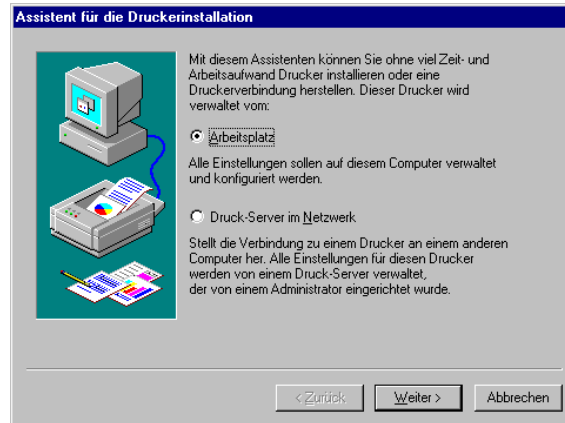 Assistent für die Druckerinstallation
Mit diesem Assistenten können Sie ohne viel Zeit- und
Arbeitsaufwand Drucker installieren oder eine
Druckerverbindung herstellen. Dieser Drucker wird
verwaltet vom:
Arbeitsplatz
Alle Einstellungen sollen auf diesem Computer verwaltet
und konfiguriert werden.
Druck-Server im Netzwerk
Stellt die Verbindung zu einem Drucker an einem anderen
Computer her. Alle Einstellungen für diesen Drucker
werden von einem Druck-Server verwaltet,
der von einem Administrator eingerichtet wurde.
< Zurück Weiter > Abbrechen